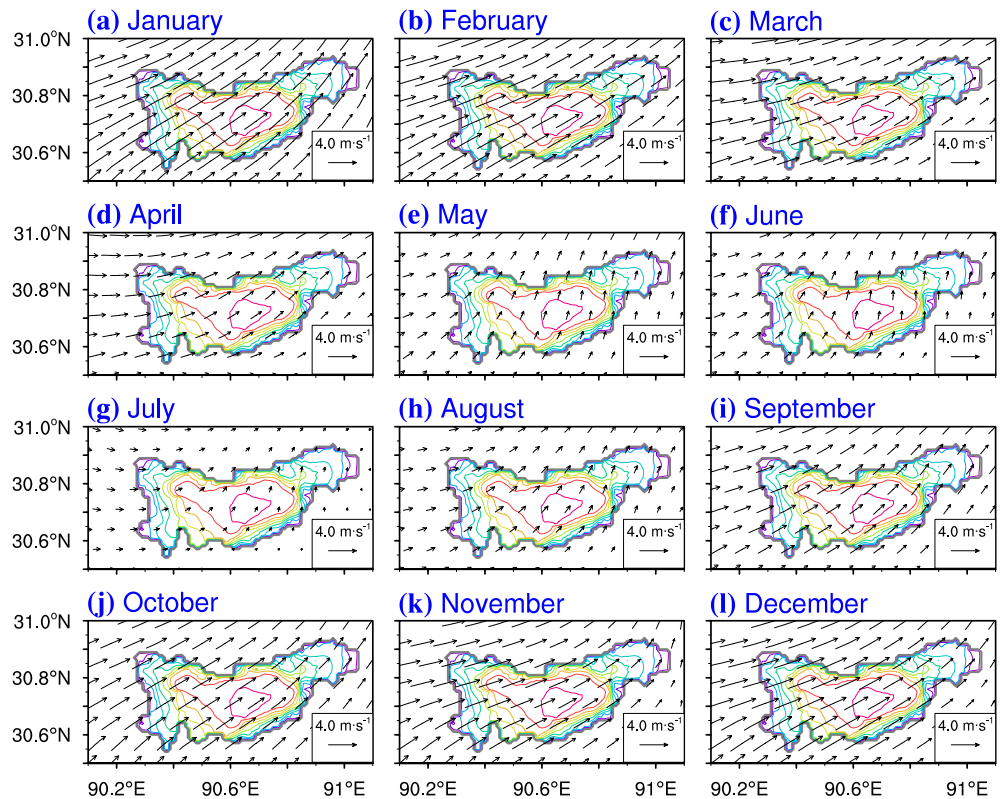 (a) January (b) February (c) March
31.0°N
30.8°N
30.6°N
4.0 m·s⁻¹ 4.0 m·s⁻¹ 4.0 m·s⁻¹
(d) April (e) May (f) June
31.0°N
30.8°N
30.6°N
4.0 m·s⁻¹ 4.0 m·s⁻¹ 4.0 m·s⁻¹
(g) July (h) August (i) September
31.0°N
30.8°N
30.6°N
4.0 m·s⁻¹ 4.0 m·s⁻¹ 4.0 m·s⁻¹
(j) October (k) November (l) December
31.0°N
30.8°N
30.6°N
4.0 m·s⁻¹ 4.0 m·s⁻¹ 4.0 m·s⁻¹
90.2°E 90.6°E 91°E 90.2°E 90.6°E 91°E 90.2°E 90.6°E 91°E